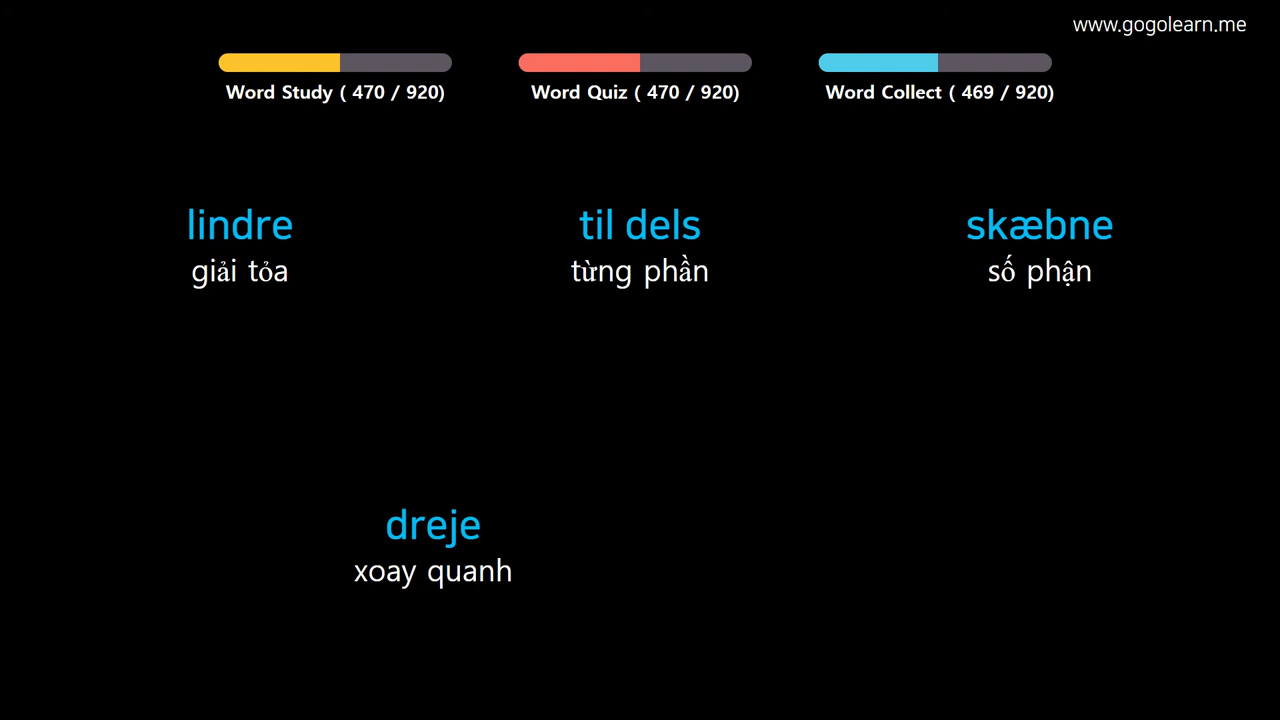 www.gogolearn.me
Word Study ( 470 / 920)
Word Quiz ( 470 / 920)
Word Collect ( 469 / 920)
lindre
giải tỏa
til dels
từng phần
skæbne
số phận
dreje
xoay quanh